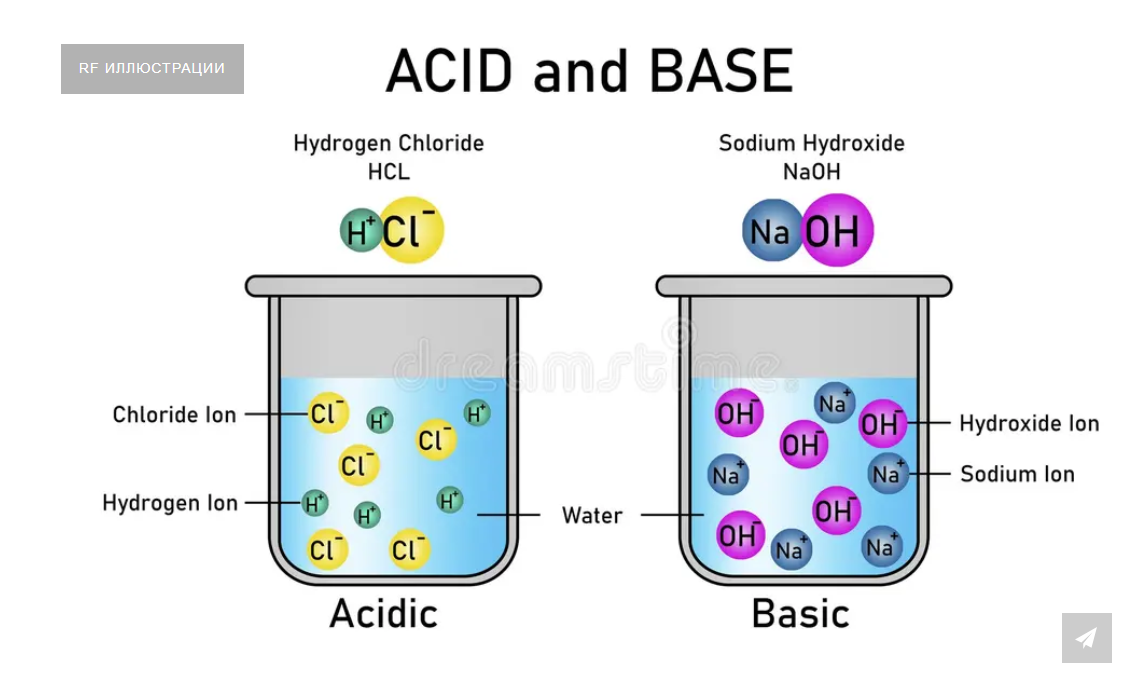 RF ИЛЛЮСТРАЦИИ
ACID and BASE
Hydrogen Chloride
HCL
H+ Cl-
Sodium Hydroxide
NaOH
Na OH
dreamstime.
Chloride Ion
Hydrogen Ion
Cl-
H+
H+
Cl-
Cl-
H+
H+
H+
Cl-
Cl-
Water
OH-
Na+
OH-
OH-
Na+
Na+
OH-
OH-
Na+
Na+
Hydroxide Ion
Sodium Ion
Acidic
Basic